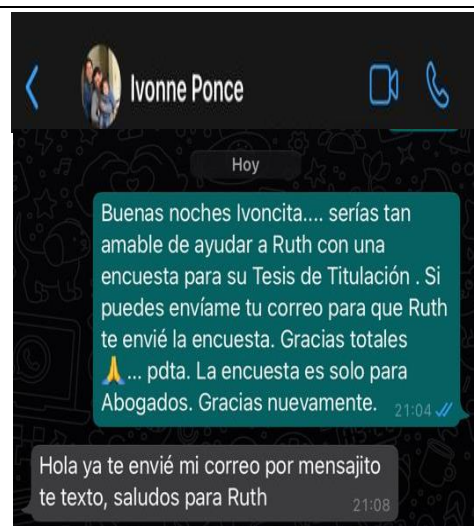 Ivonne Ponce
Hoy
Buenas noches Ivoncita.... serías tan
amable de ayudar a Ruth con una
encuesta para su Tesis de Titulación . Si
puedes envíame tu correo para que Ruth
te envié la encuesta. Gracias totales
🙏... pdta. La encuesta es solo para
Abogados. Gracias nuevamente. 21:04
Hola ya te envié mi correo por mensajito
te texto, saludos para Ruth 21:08